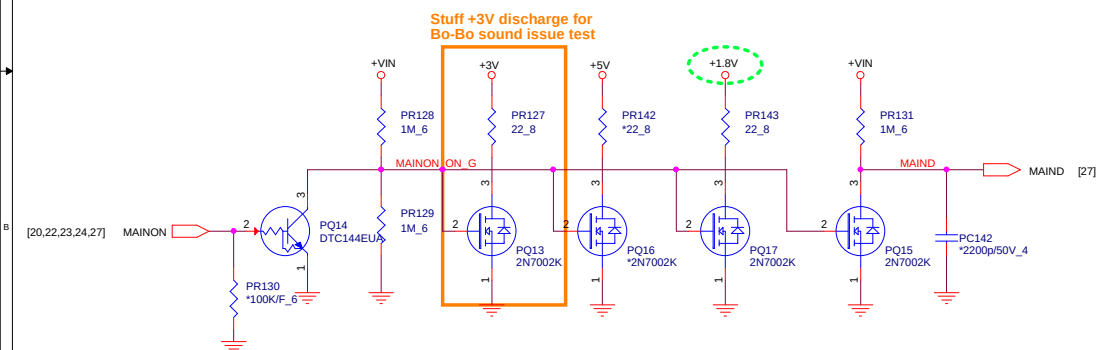 Stuff +3V discharge for
Bo-Bo sound issue test
+VIN
+3V
+5V
+1.8V
+VIN
PR128
1M_6
PR127
22_8
PR142
*22_8
PR143
22_8
PR131
1M_6
MAINON_ON_G
MAIND
MAIND [27]
3
3
3
3
3
B
[20,22,23,24,27] MAINON
2
PQ14
DTC144EUA
PR129
1M_6
2
2
2
2
1
PQ13
2N7002K
1
PQ16
*2N7002K
1
PQ17
2N7002K
1
PQ15
2N7002K
1
PC142
*2200p/50V_4
PR130
*100K/F_6